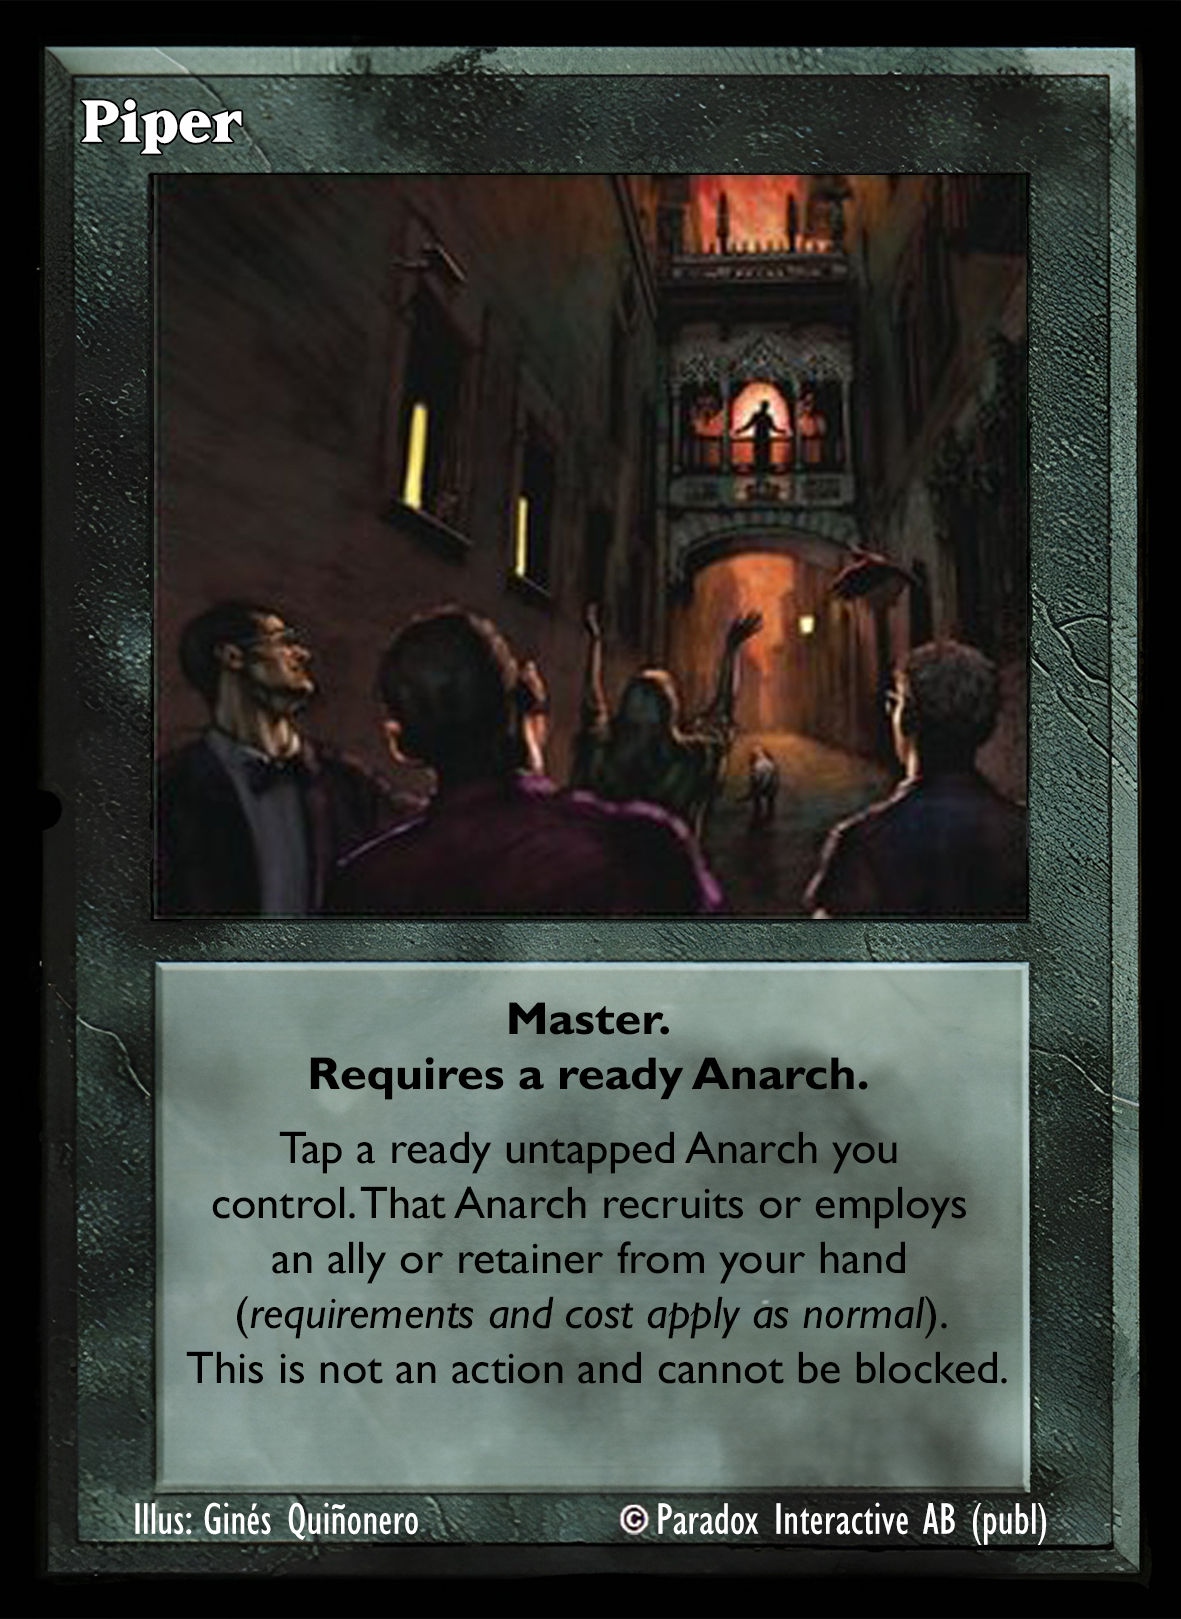 Piper
Master.
Requires a ready Anarch.
Tap a ready untapped Anarch you
control. That Anarch recruits or employs
an ally or retainer from your hand
(requirements and cost apply as normal).
This is not an action and cannot be blocked.
Illus: Ginés Quiñonero © Paradox Interactive AB (publ)